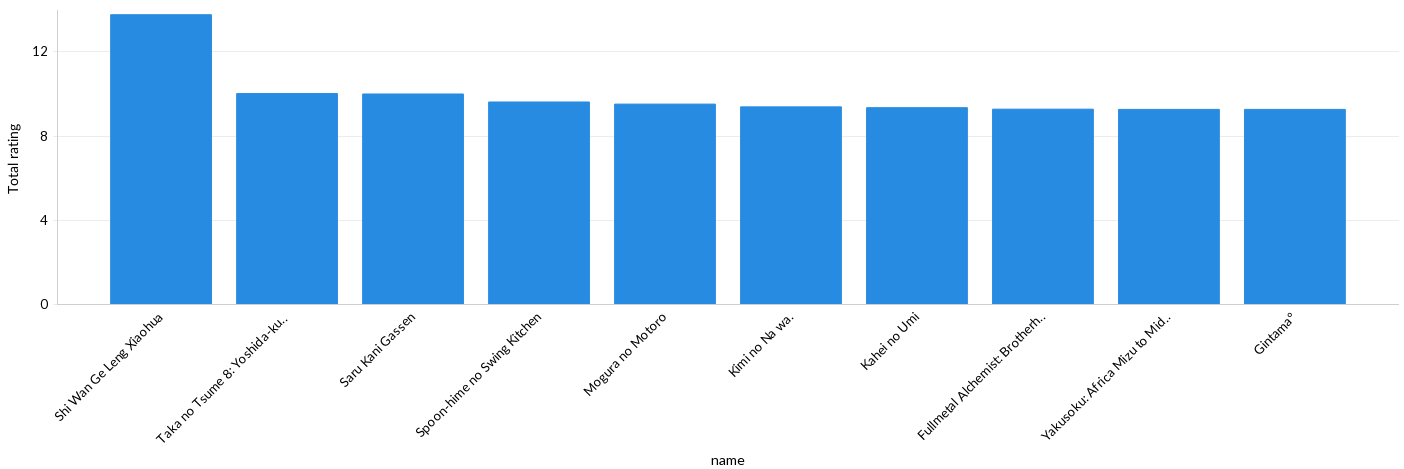 Total rating
12
8
4
0
Shi Wan Ge Leng Xiaohua
Taka no Tsume 8: Yoshida-ku..
Saru Kani Gassen
Spoon-hime no Swing Kitchen
Mogura no Motoro
Kimi no Na wa.
Kahei no Umi
Fullmetal Alchemist: Brotherh..
Yakusoku: Africa Mizu to Mid..
Gintama°
name